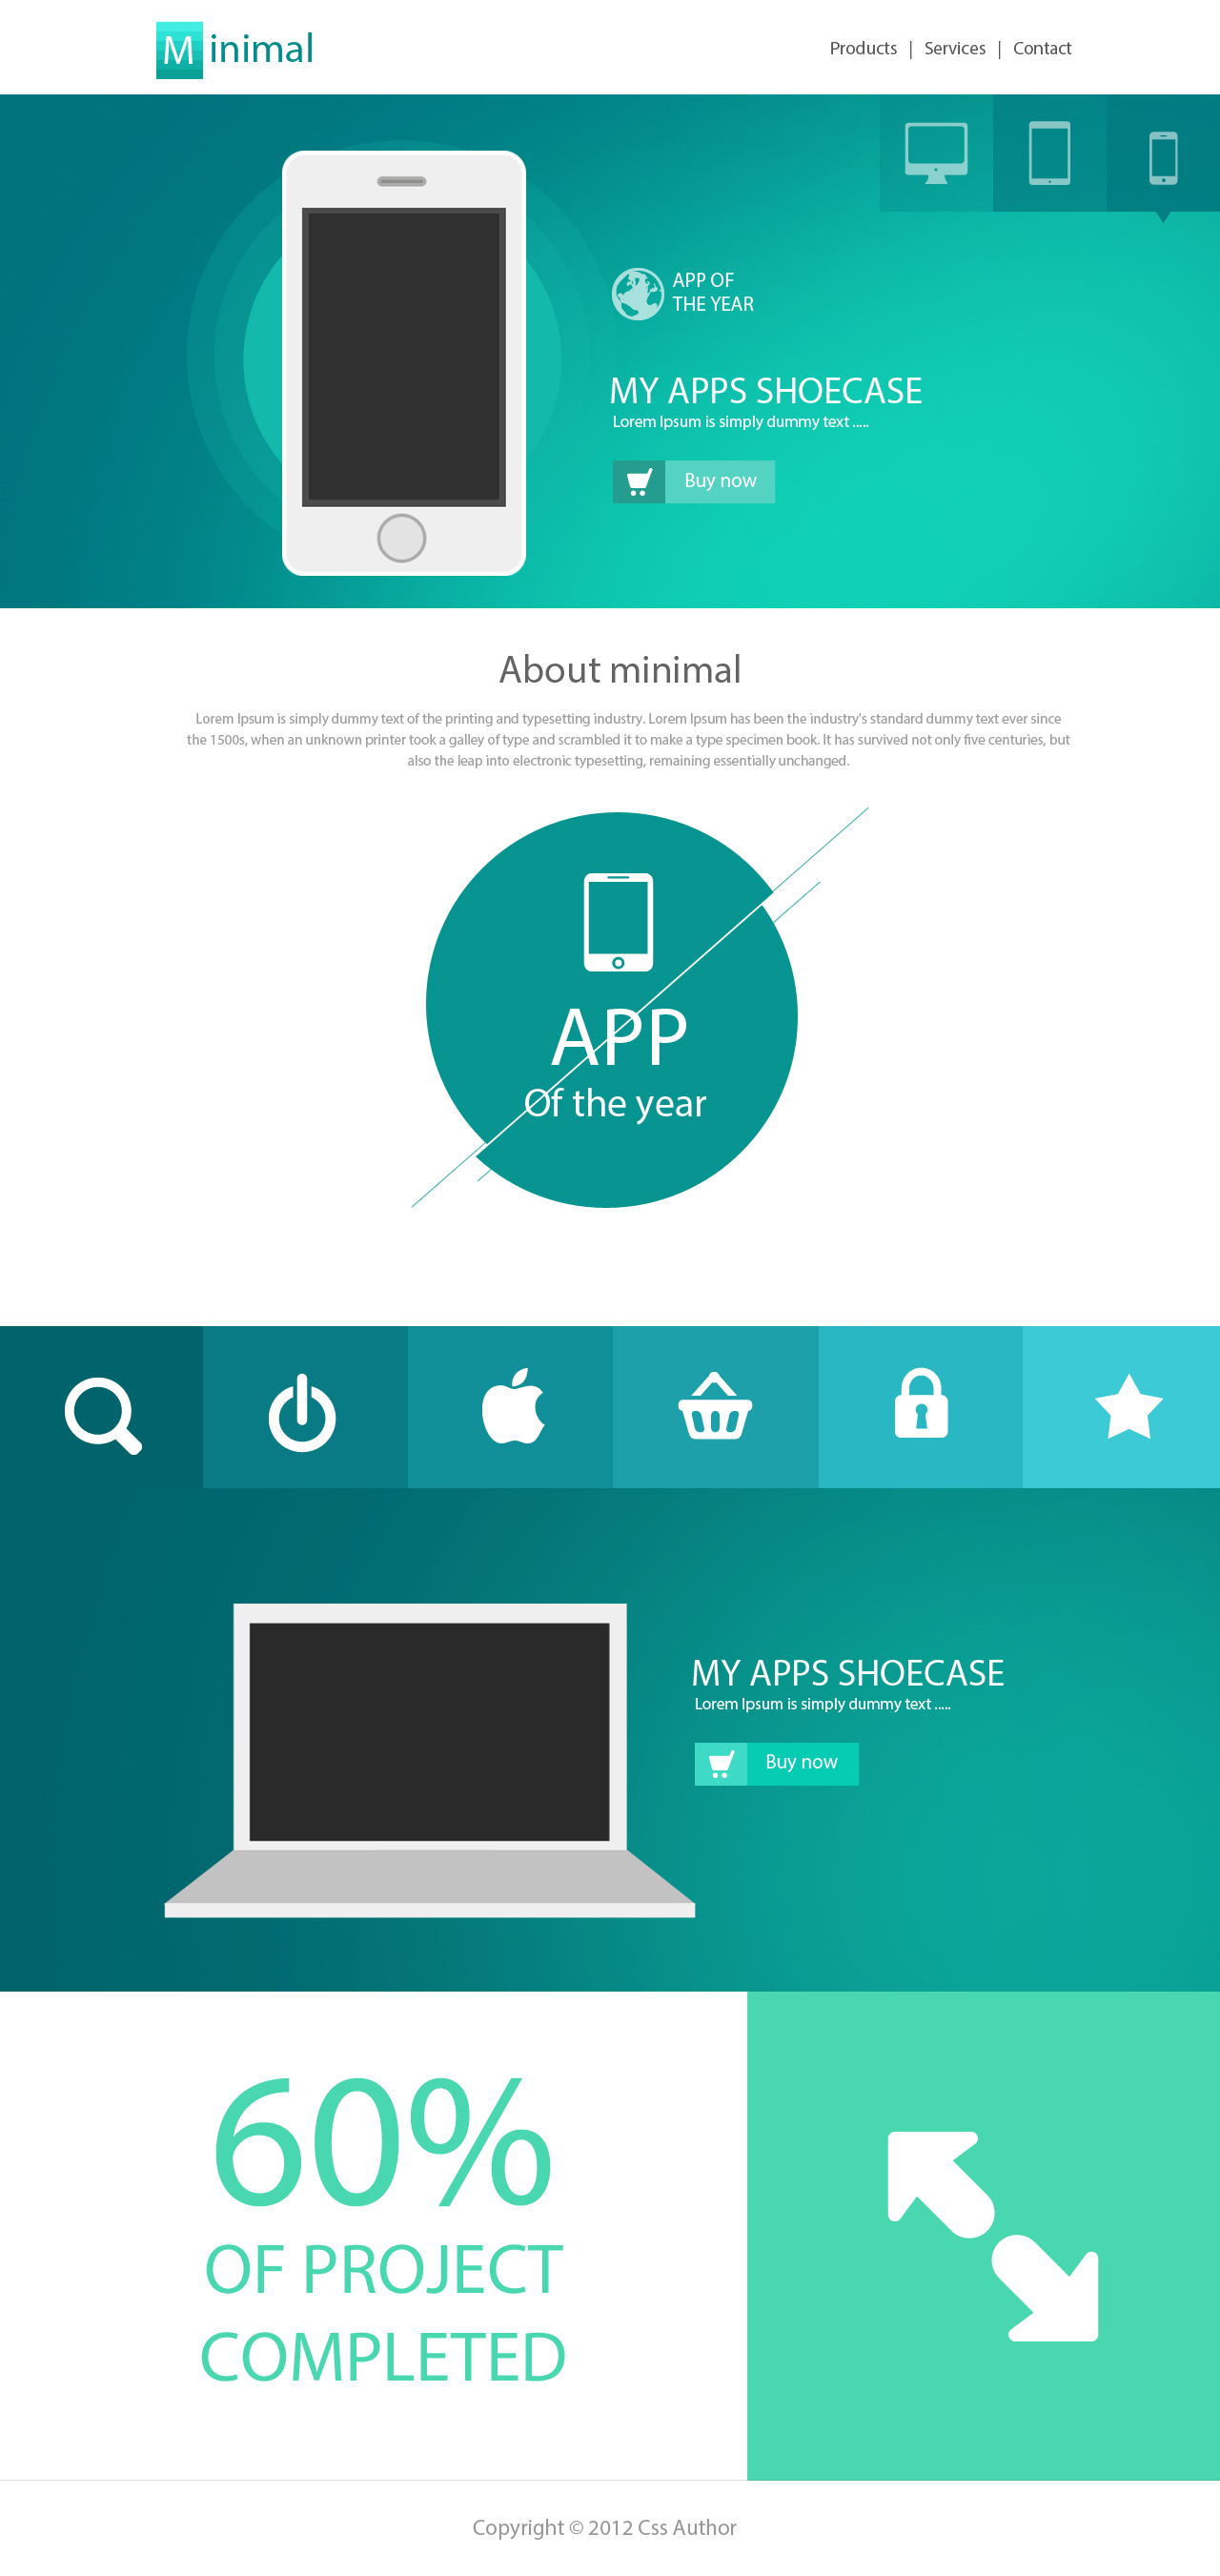 Minimal
Products | Services | Contact
APP OF
THE YEAR
MY APPS SHOECASE
Lorem Ipsum is simply dummy text .....
Buy now
About minimal
Lorem Ipsum is simply dummy text of the printing and typesetting industry. Lorem Ipsum has been the industry's standard dummy text ever since
the 1500s, when an unknown printer took a galley of type and scrambled it to make a type specimen book. It has survived not only five centuries, but
also the leap into electronic typesetting, remaining essentially unchanged.
APP
Of the year
MY APPS SHOECASE
Lorem Ipsum is simply dummy text .....
Buy now
60%
OF PROJECT
COMPLETED
Copyright © 2012 Css Author